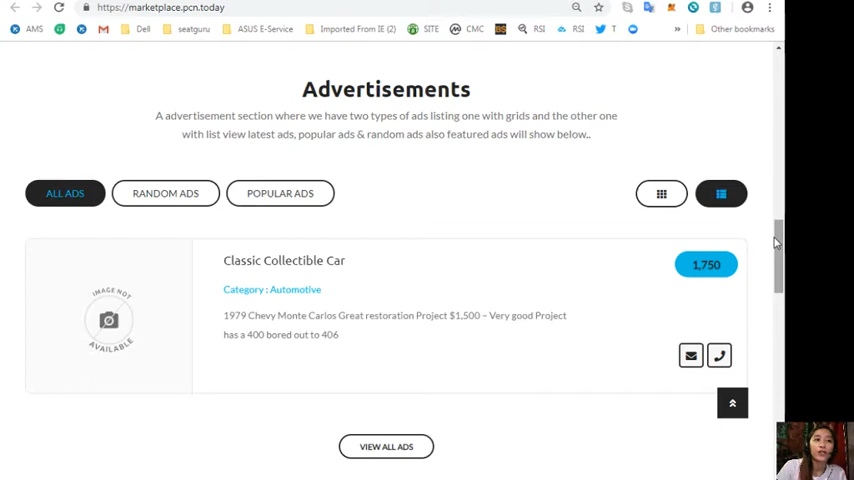 https://marketplace.pcn.today
AMS
Dell
seatguru
ASUS E-Service
Imported From IE (2)
SITE
CMC
BS
RSI
RSI
T
»
Other bookmarks
Advertisements
A advertisement section where we have two types of ads listing one with grids and the other one
with list view latest ads, popular ads & random ads also featured ads will show below..
ALL ADS
RANDOM ADS
POPULAR ADS
IMAGE NOT
AVAILABLE
Classic Collectible Car
1,750
Category : Automotive
1979 Chevy Monte Carlos Great restoration Project $1,500 – Very good Project
has a 400 bored out to 406
VIEW ALL ADS